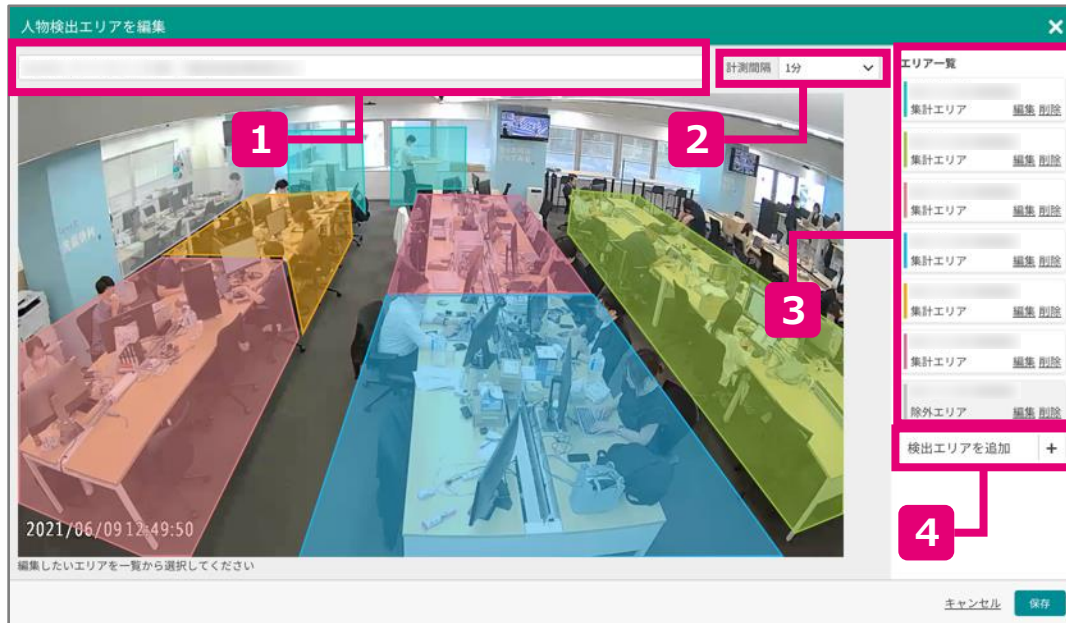 人物検出エリアを編集
計測間隔 1分
1
2
3
4
エリア一覧
集計エリア 編集 削除
集計エリア 編集 削除
集計エリア 編集 削除
集計エリア 編集 削除
集計エリア 編集 削除
集計エリア 編集 削除
除外エリア 編集 削除
検出エリアを追加 +
2021/06/09 12:49:50
編集したいエリアを一覧から選択してください
キャンセル 保存